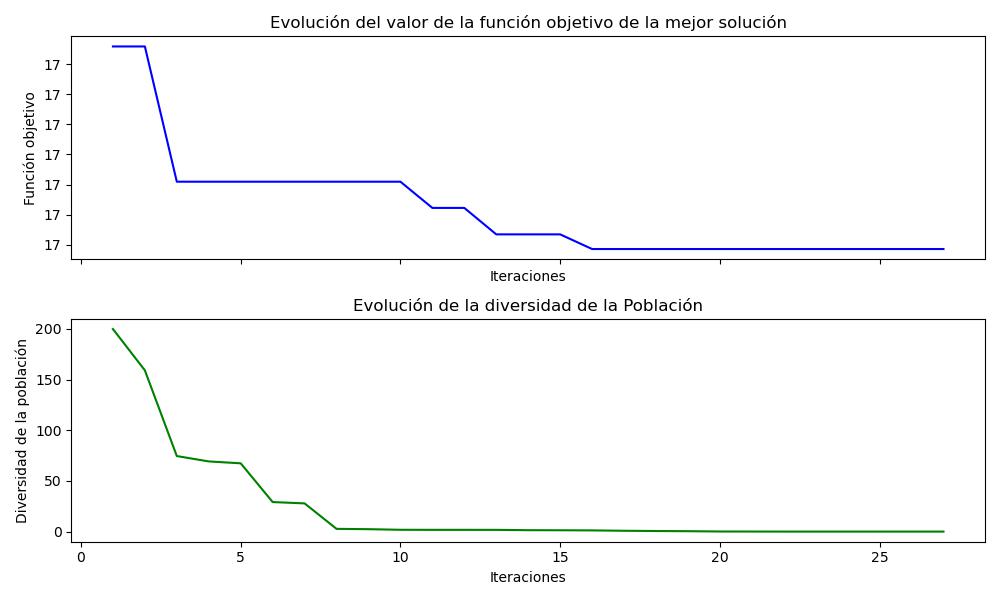 Evolución del valor de la función objetivo de la mejor solución
17
17
17
17
17
17
17
Función objetivo
Iteraciones
Evolución de la diversidad de la Población
200
150
100
50
0
Diversidad de la población
0 5 10 15 20 25
Iteraciones